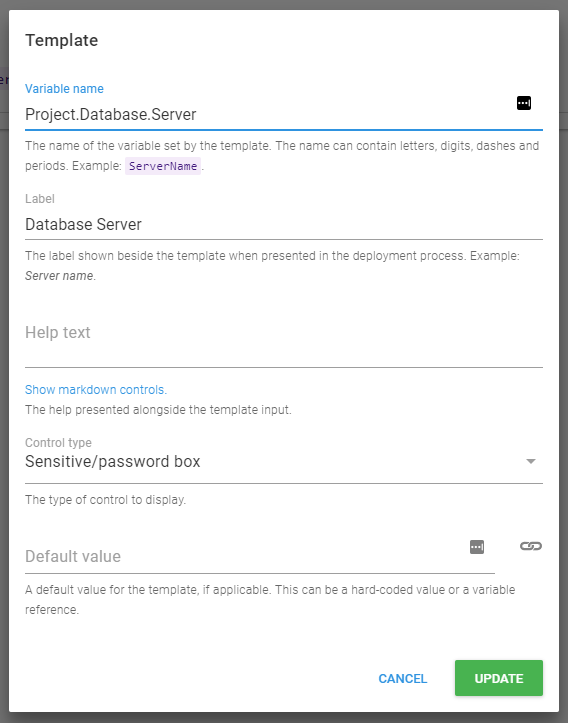 Template
er
Variable name
Project.Database.Server
The name of the variable set by the template. The name can contain letters, digits, dashes and
periods. Example: ServerName.
Label
Database Server
The label shown beside the template when presented in the deployment process. Example:
Server name.
Help text
Show markdown controls.
The help presented alongside the template input.
Control type
Sensitive/password box
The type of control to display.
Default value
A default value for the template, if applicable. This can be a hard-coded value or a variable
reference.
CANCEL UPDATE